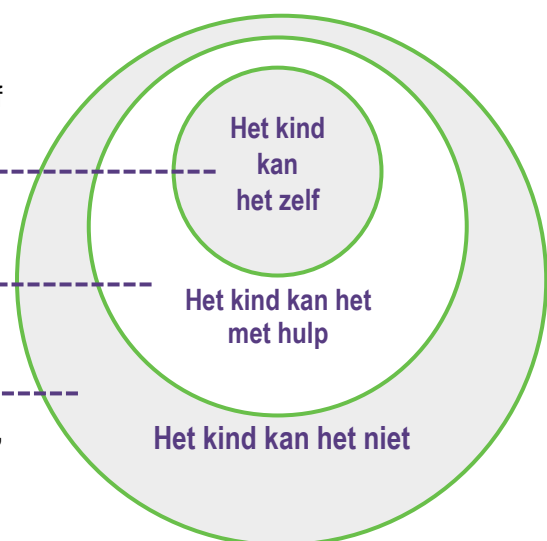 Het kind
kan
het zelf
Het kind kan het
met hulp
Het kind kan het niet